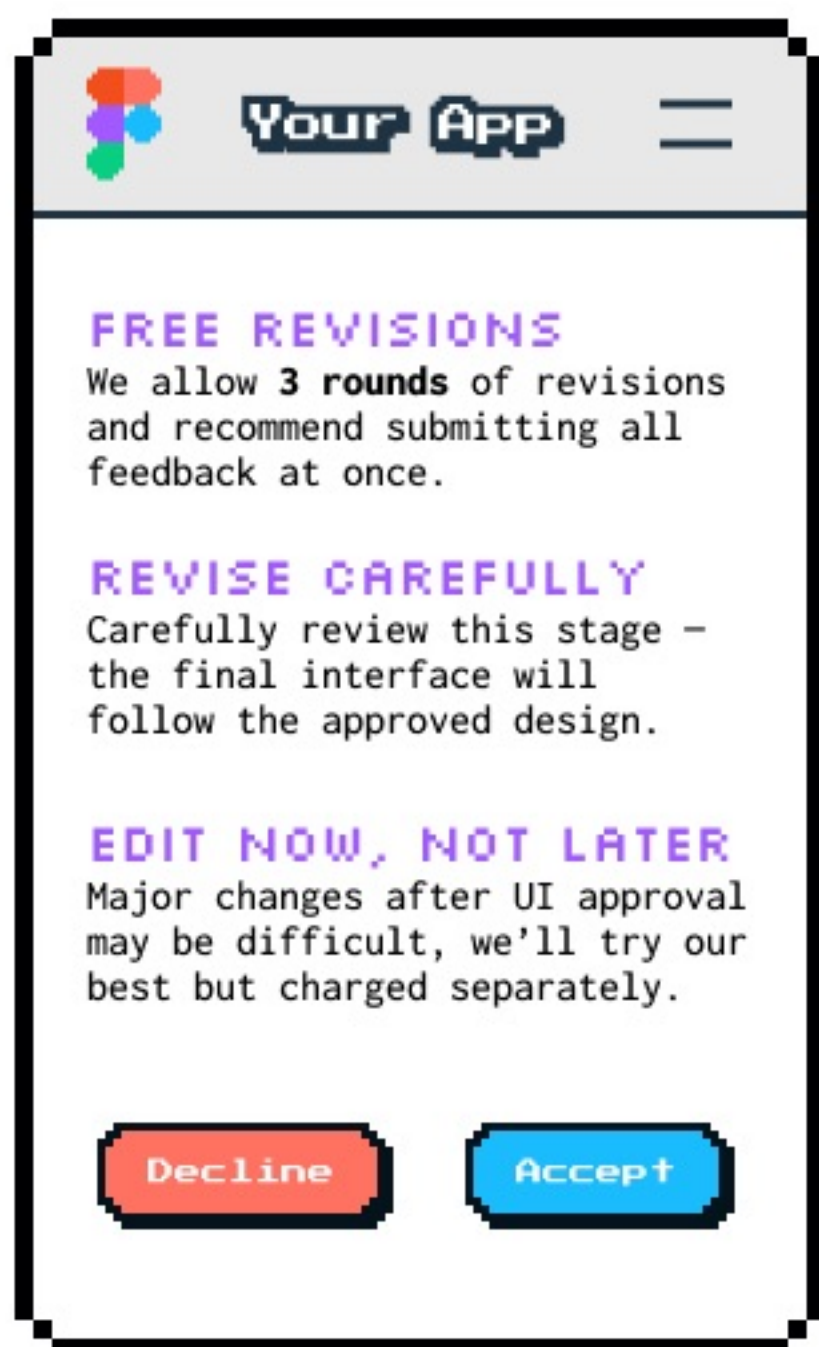 Your App
FREE REVISIONS
We allow 3 rounds of revisions
and recommend submitting all
feedback at once.
REVISE CAREFULLY
Carefully review this stage –
the final interface will
follow the approved design.
EDIT NOW, NOT LATER
Major changes after UI approval
may be difficult, we’ll try our
best but charged separately.
Decline
Accept